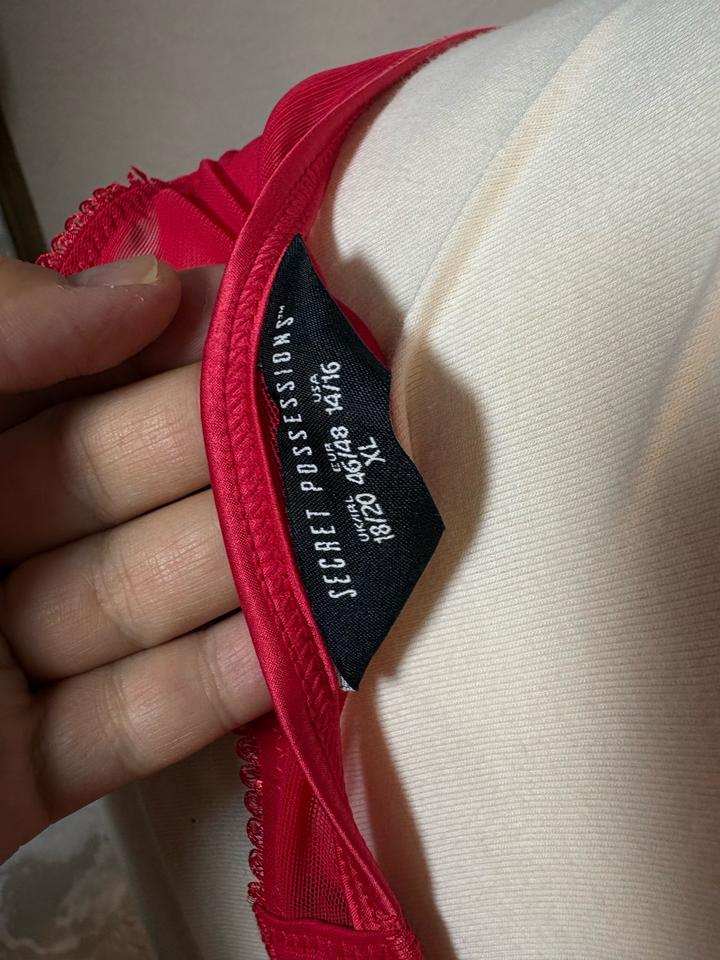 SECRET POSSESSIONS™
UK/IRL EUR USA
18/20 46/48 14/16
XL